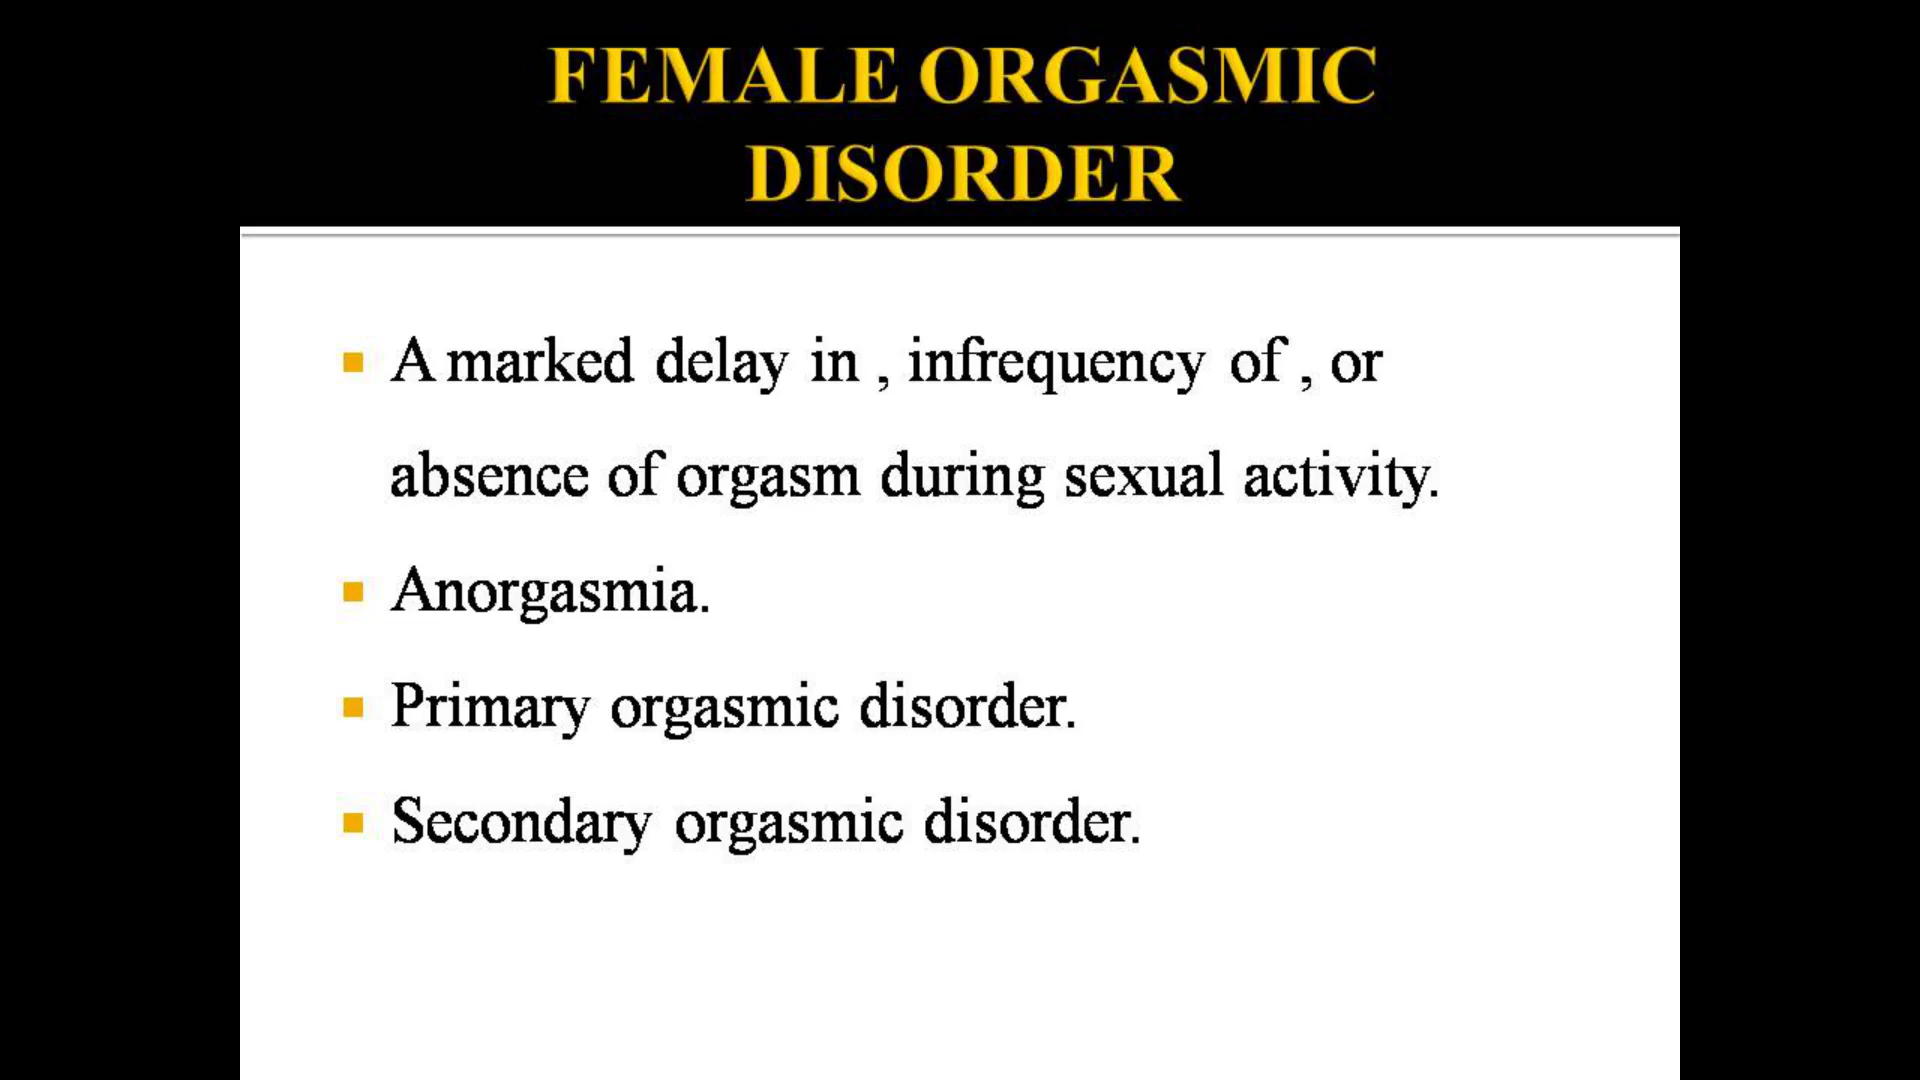 FEMALE ORGASMIC
DISORDER
A marked delay in , infrequency of , or
absence of orgasm during sexual activity.
Anorgasmia.
Primary orgasmic disorder.
Secondary orgasmic disorder.